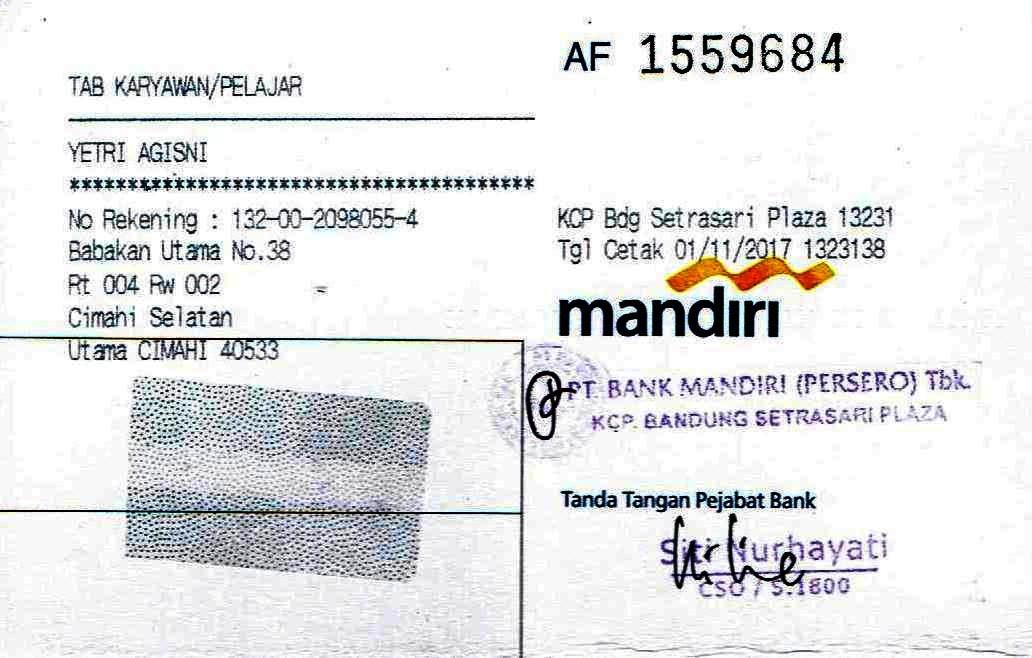 AF 1559684
TAB KARYAWAN/PELAJAR
YETRI AGISNI
****************************************
No Rekening : 132-00-2098055-4
Babakan Utama No.38
Rt 004 Rw 002
Cimahi Selatan
Utama CIMAHI 40533
KCP Bdg Setrasari Plaza 13231
Tgl Cetak 01/11/2017 1323138
mandiri
PT BANK MANDIRI (PERSERO) Tbk.
KCP. BANDUNG SETRASARI PLAZA
Tanda Tangan Pejabat Bank
Siti Nurhayati
CSO / S.1800